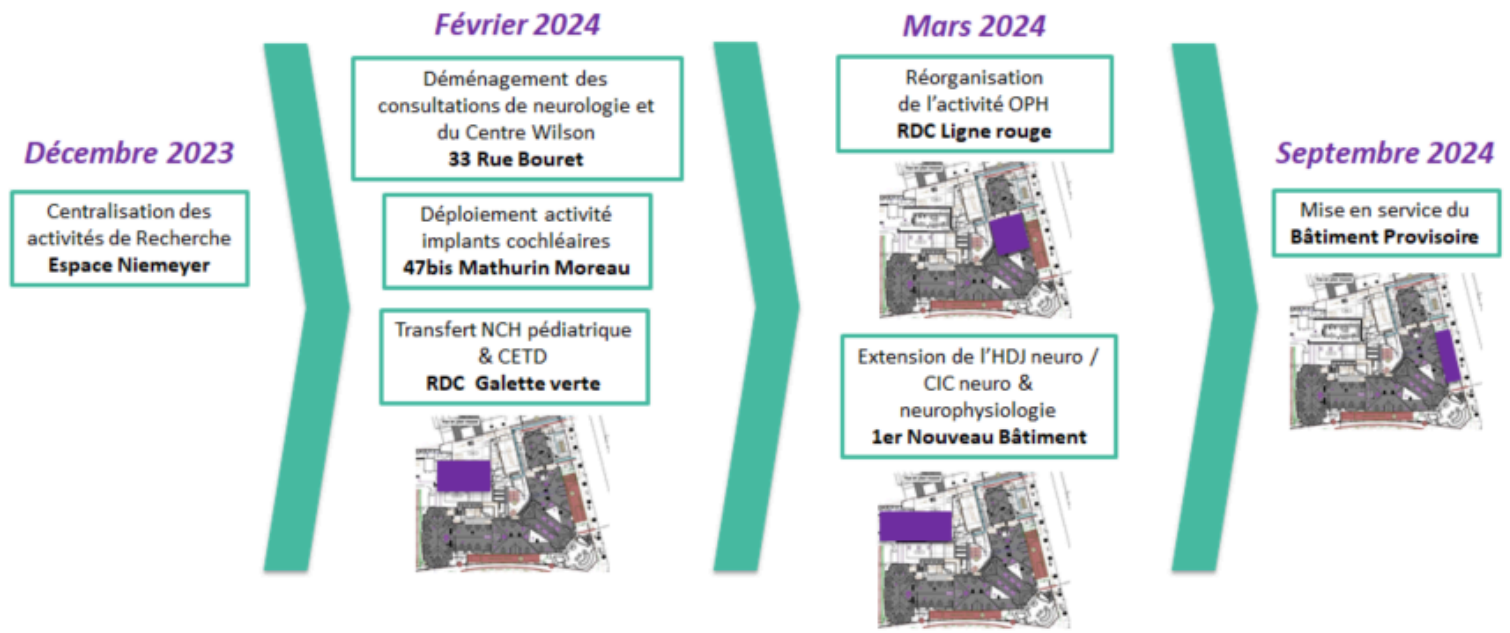 Décembre 2023
Centralisation des
activités de Recherche
Espace Niemeyer
Février 2024
Déménagement des
consultations de neurologie et
du Centre Wilson
33 Rue Bouret
Déploiement activité
implants cochléaires
47bis Mathurin Moreau
Transfert NCH pédiatrique
& CETD
RDC Galette verte
Mars 2024
Réorganisation
de l'activité OPH
RDC Ligne rouge
Extension de l'HDJ neuro /
CIC neuro &
neurophysiologie
1er Nouveau Bâtiment
Septembre 2024
Mise en service du
Bâtiment Provisoire